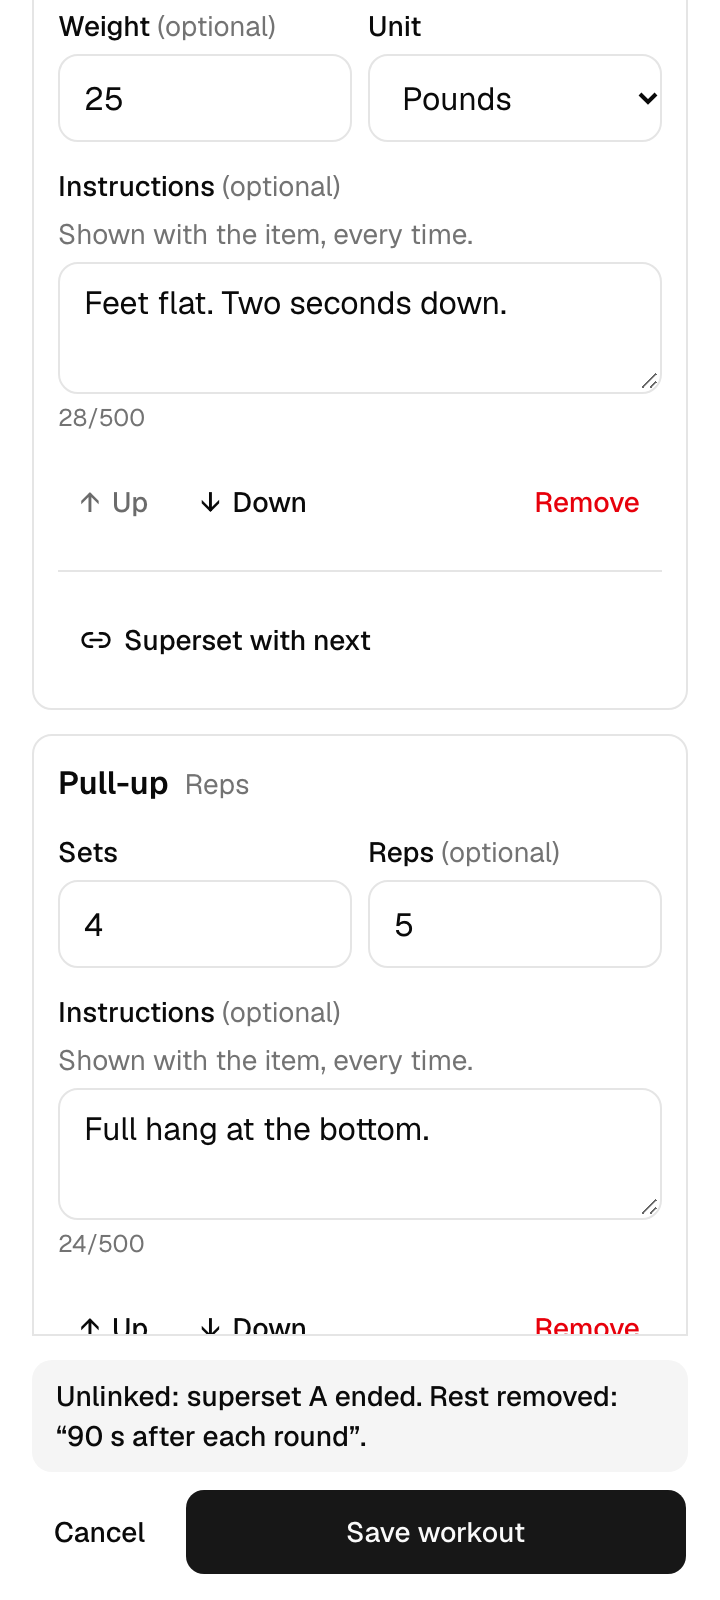 Weight (optional) Unit
25 Pounds
Instructions (optional)
Shown with the item, every time.
Feet flat. Two seconds down.
28/500
↑ Up ↓ Down Remove
Superset with next
Pull-up Reps
Sets Reps (optional)
4 5
Instructions (optional)
Shown with the item, every time.
Full hang at the bottom.
24/500
↑ Up ↓ Down Remove
Unlinked: superset A ended. Rest removed:
“90 s after each round”.
Cancel Save workout